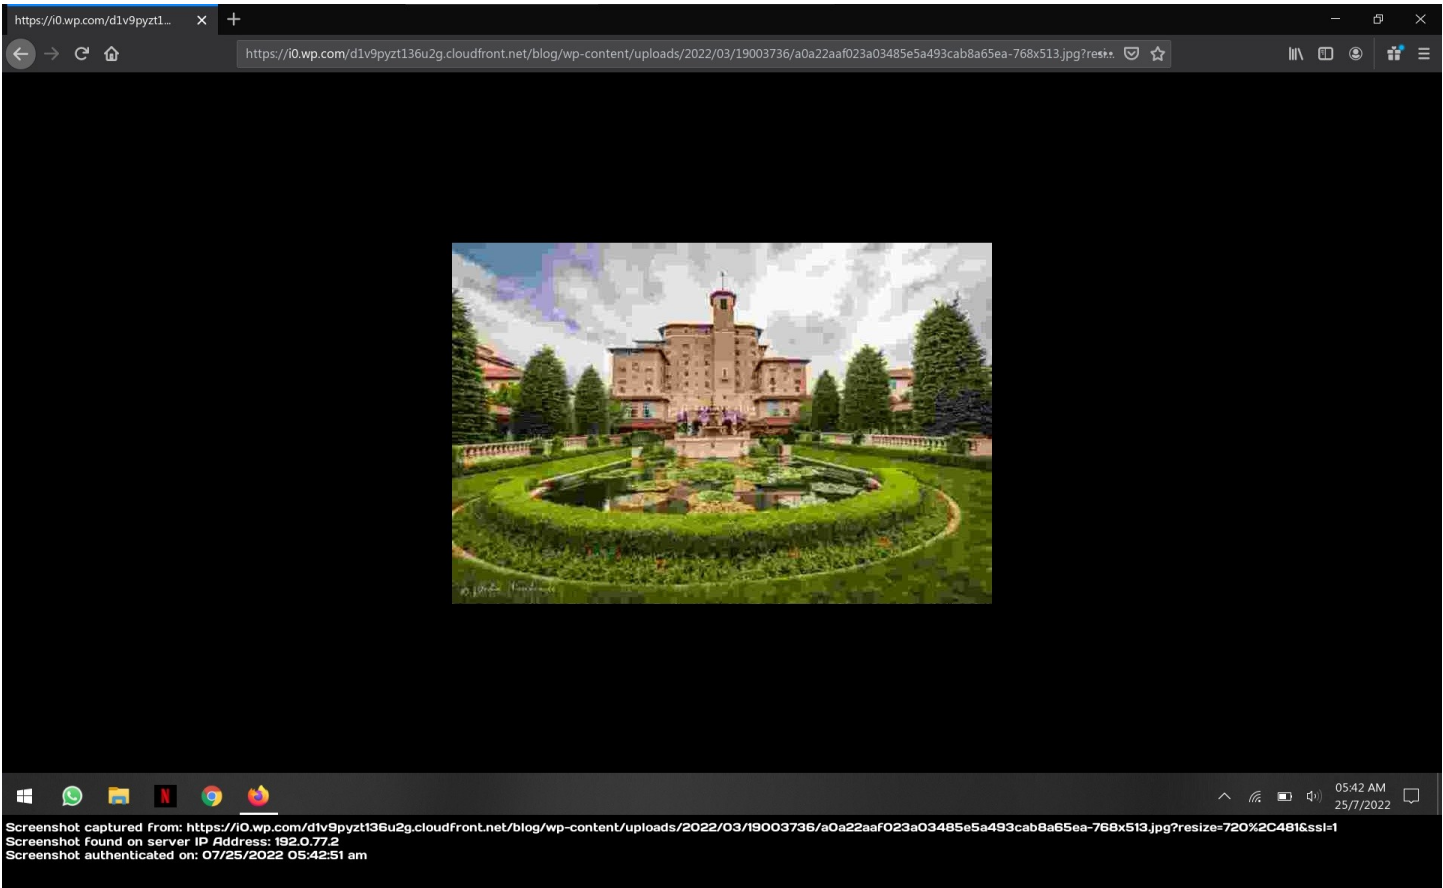 https://i0.wp.com/d1v9pyzt1...
https://i0.wp.com/d1v9pyzt136u2g.cloudfront.net/blog/wp-content/uploads/2022/03/19003736/a0a22aaf023a03485e5a493cab8a65ea-768x513.jpg?resi
N
05:42 AM
25/7/2022
Screenshot captured from: https://i0.wp.com/d1v9pyzt136u2g.cloudfront.net/blog/wp-content/uploads/2022/03/19003736/a0a22aaf023a03485e5a493cab8a65ea-768x513.jpg?resize=720%2C481&ssl=1
Screenshot found on server IP Address: 192.0.77.2
Screenshot authenticated on: 07/25/2022 05:42:51 am